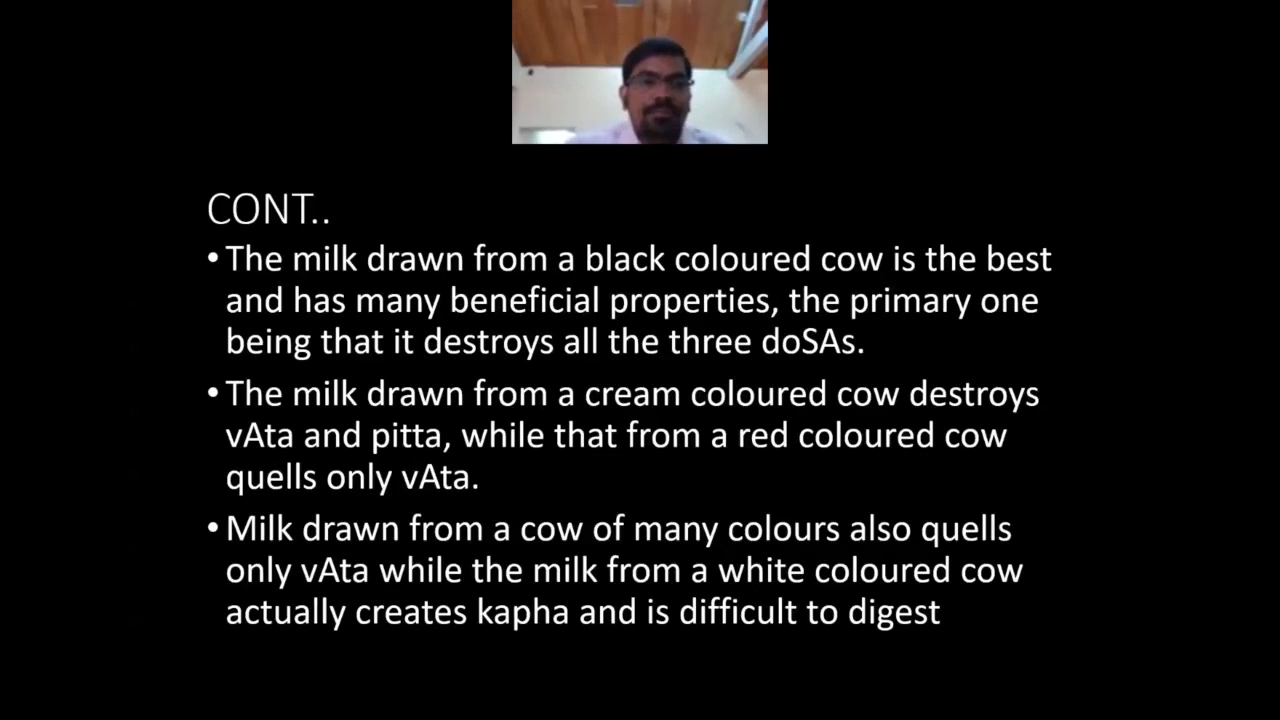 CONT..
• The milk drawn from a black coloured cow is the best
and has many beneficial properties, the primary one
being that it destroys all the three doSAs.
• The milk drawn from a cream coloured cow destroys
vAta and pitta, while that from a red coloured cow
quells only vAta.
• Milk drawn from a cow of many colours also quells
only vAta while the milk from a white coloured cow
actually creates kapha and is difficult to digest